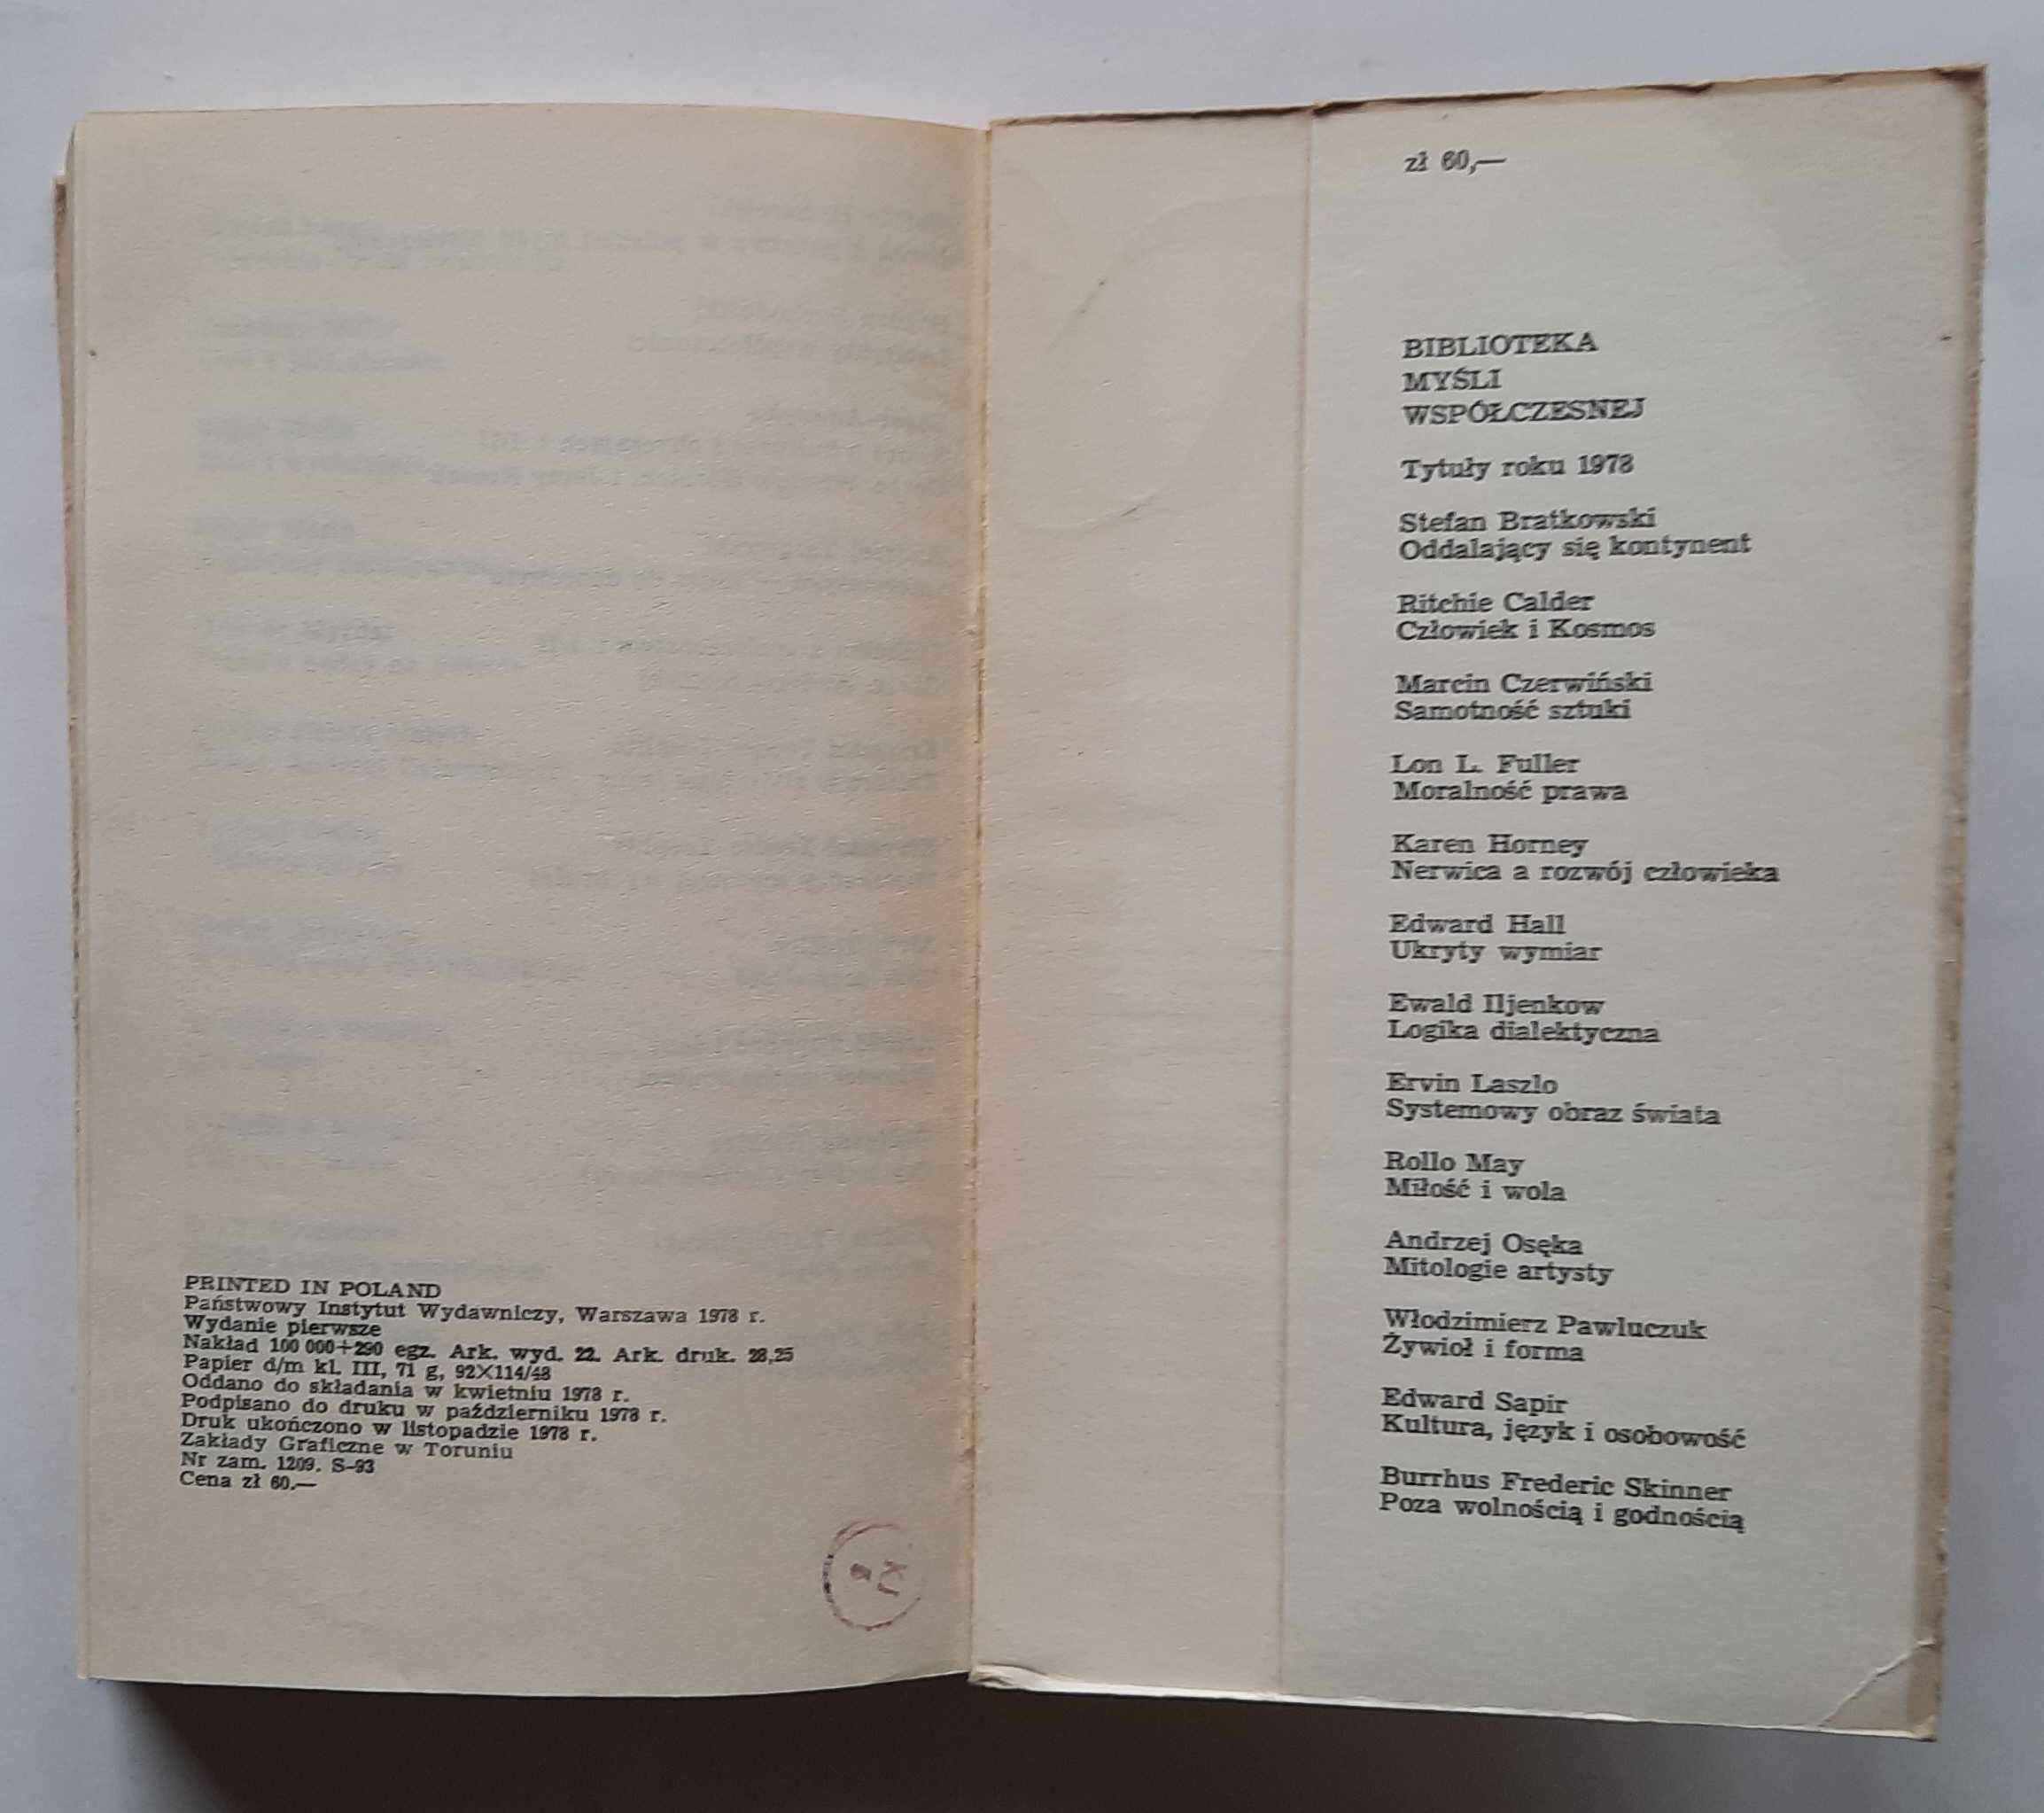 PRINTED IN POLAND
Państwowy Instytut Wydawniczy, Warszawa 1978 r.
Wydanie pierwsze
Nakład 100 000+290 egz. Ark. wyd. 22. Ark. druk. 28,25
Papier d/m kl. III, 71 g, 92×114/48
Oddano do składania w kwietniu 1978 r.
Podpisano do druku w październiku 1978 r.
Druk ukończono w listopadzie 1978 r.
Zakłady Graficzne w Toruniu
Nr zam. 1209. S-93
Cena zł 60.—
zł 60,—
BIBLIOTEKA
MYŚLI
WSPÓŁCZESNEJ
Tytuły roku 1978
Stefan Bratkowski
Oddalający się kontynent
Ritchie Calder
Człowiek i Kosmos
Marcin Czerwiński
Samotność sztuki
Lon L. Fuller
Moralność prawa
Karen Horney
Nerwica a rozwój człowieka
Edward Hall
Ukryty wymiar
Ewald Iljenkow
Logika dialektyczna
Ervin Laszlo
Systemowy obraz świata
Rollo May
Miłość i wola
Andrzej Osęka
Mitologie artysty
Włodzimierz Pawluczuk
Żywioł i forma
Edward Sapir
Kultura, język i osobowość
Burrhus Frederic Skinner
Poza wolnością i godnością